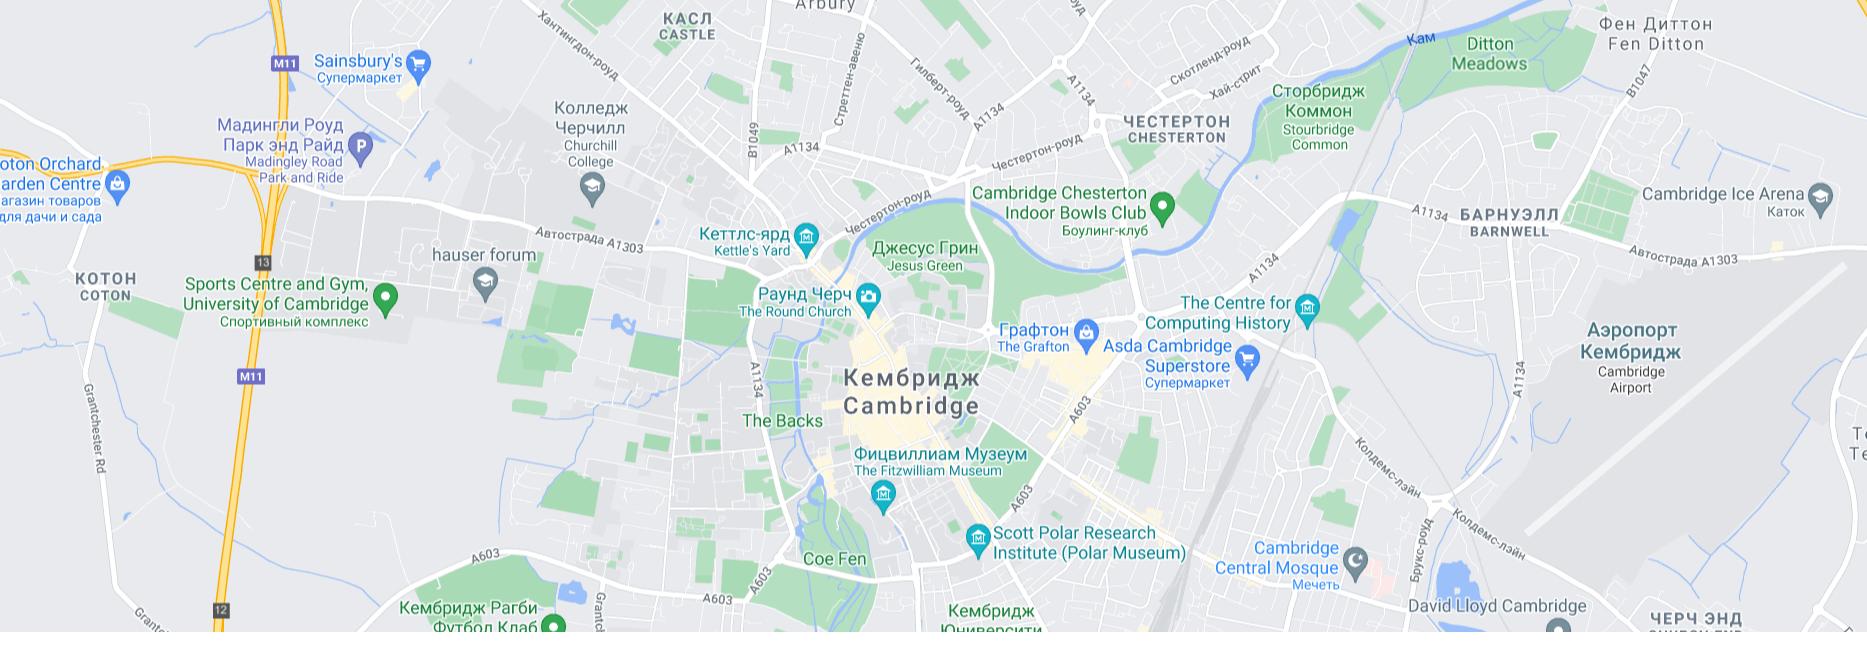 Arbury
КАСЛ
CASTLE
Фен Диттон
Fen Ditton
Кам
Ditton
Meadows
Хантингдон-роуд
Стреттен-авеню
Гилберт-роуд
Скотленд-роуд
Хай-стрит
A1134
B1047
M11
Sainsbury's
Супермаркет
Сторбридж
Коммон
Stourbridge
Common
Колледж
Черчилл
Churchill
College
ЧЕСТЕРТОН
CHESTERTON
Мадингли Роуд
Парк энд Райд
Madingley Road
Park and Ride
P
B1049
A1134
A1134
Честертон-роуд
oton Orchard
arden Centre
агазин товаров
для дачи и сада
Cambridge Chesterton
Indoor Bowls Club
Боулинг-клуб
Cambridge Ice Arena
Каток
Честертон-роуд
A1134
БАРНУЭЛЛ
BARNWELL
Автострада A1303
Автострада A1303
Кеттлс-ярд
Kettle's Yard
Джесус Грин
Jesus Green
hauser forum
13
A1134
КОТОН
COTON
Sports Centre and Gym,
University of Cambridge
Спортивный комплекс
Раунд Черч
The Round Church
The Centre for
Computing History
Графтон
The Grafton
Asda Cambridge
Superstore
Супермаркет
Аэропорт
Кембридж
Cambridge
Airport
M11
A1134
Кембридж
Cambridge
A1134
A603
Grantchester Rd
The Backs
Фицвиллиам Музеум
The Fitzwilliam Museum
Колдемс-лэйн
A603
Scott Polar Research
Institute (Polar Museum)
Колдемс-лэйн
Брукс-роуд
Cambridge
Central Mosque
Мечеть
Coe Fen
A603
A603
A603
12
Кембридж Рагби
Футбол Клаб
Кембридж
Юниверсити
David Lloyd Cambridge
ЧЕРЧ ЭНД